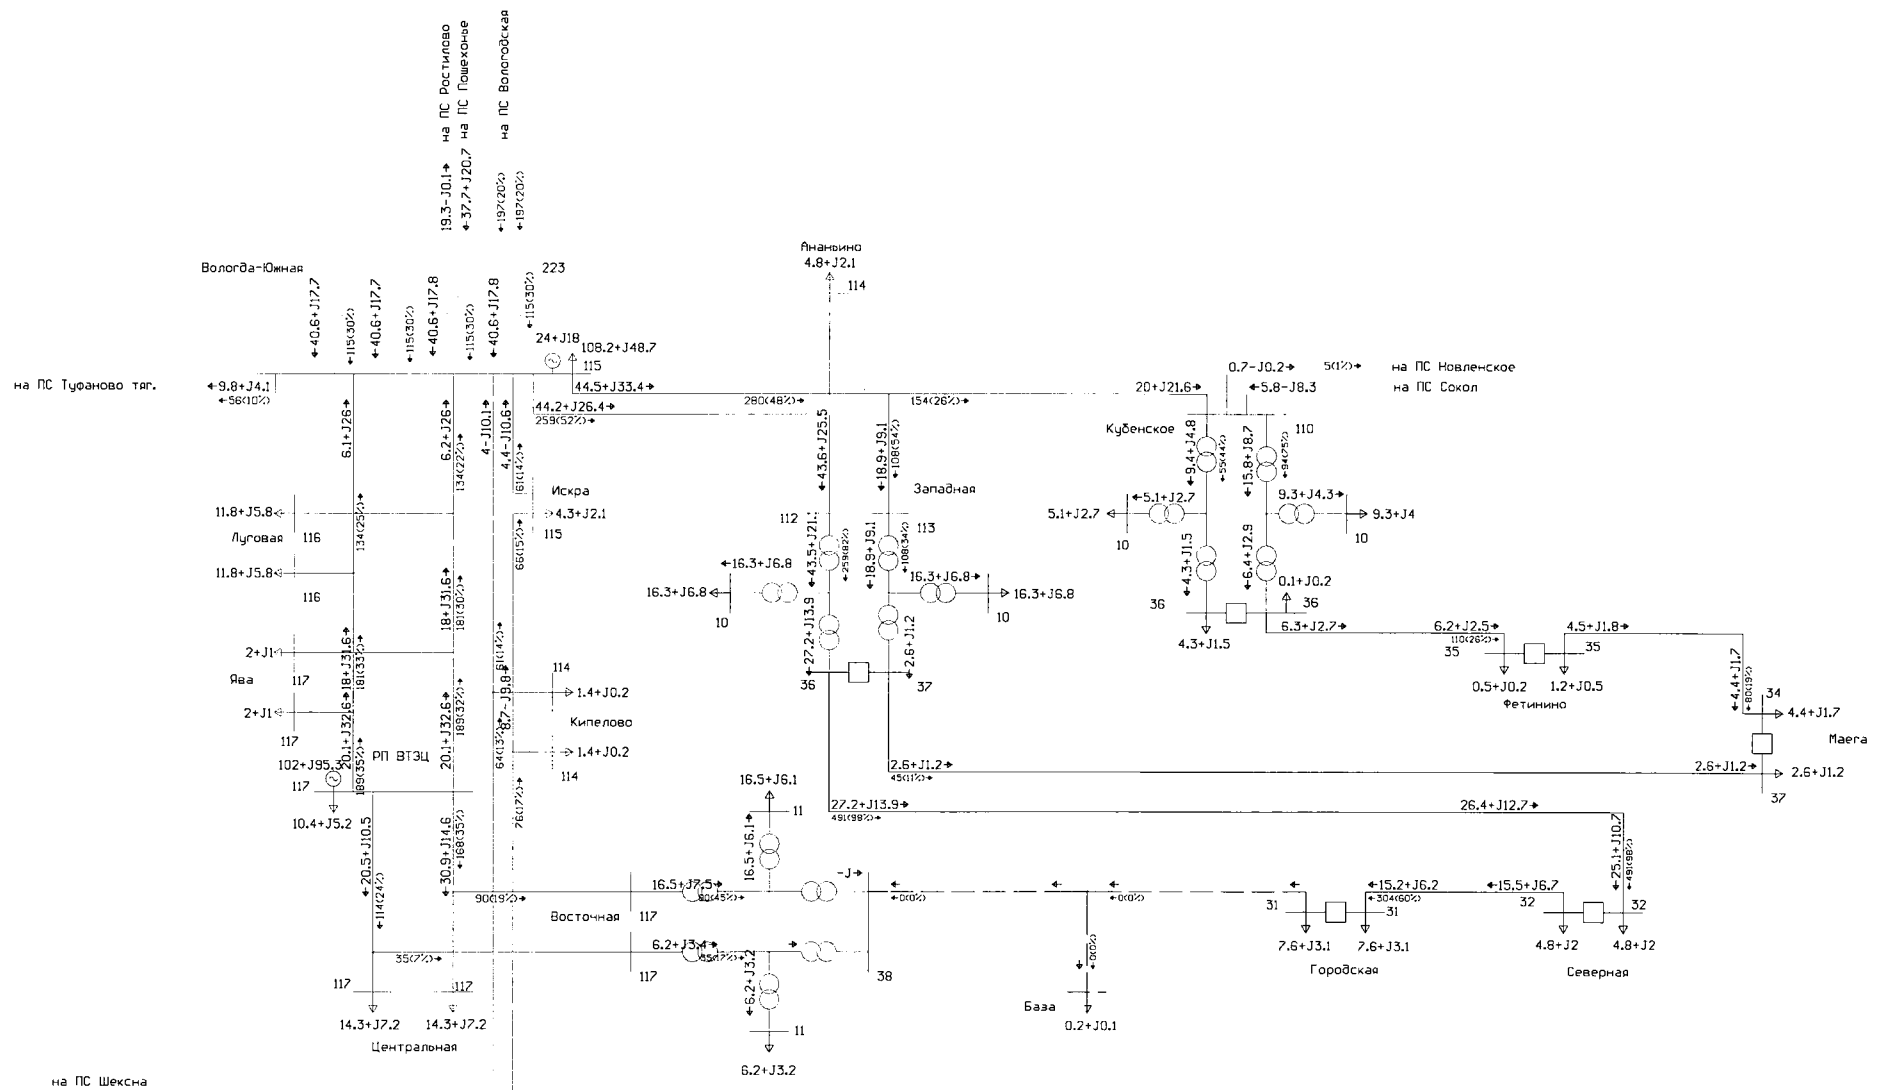 19.3-J0.1→ на ПС Ростилово
←37.7+J20.7 на ПС Пошехонье
←197(20%) на ПС Вологодская
←197(20%)
Вологда-Южная
223
←40.6+J17.7
←115(30%)
←40.6+J17.7
←115(30%)
←40.6+J17.8
←115(30%)
←40.6+J17.8
←115(30%)
24+J18
108.2+J48.7
115
на ПС Туфаново тяг.
←9.8+J4.1
←56(10%)
44.5+J33.4→
44.2+J26.4→
259(52%)→
Ананьино
4.8+J2.1
114
280(48%)→
154(26%)→
20+J21.6→
0.7-J0.2→
5(1%)→
на ПС Новленское
←5.8-J8.3
на ПС Сокол
Кубенское
110
6.1+J26→
6.2+J26→
134(22%)→
4-J10.1→
4.4-J10.6→
61(14%)→
←43.6+J25.5
←18.9+J9.1
←108(54%)
←9.4+J4.8
←55(44%)
←15.8+J8.7
←94(75%)
Искра
4.3+J2.1
115
Западная
112
113
11.8+J5.8
Луговая
116
134(25%)→
11.8+J5.8
116
66(15%)→
←43.5+J21.1
←259(82%)
←18.9+J9.1
←108(34%)
←16.3+J6.8
16.3+J6.8
10
16.3+J6.8→
16.3+J6.8
10
←5.1+J2.7
5.1+J2.7
10
9.3+J4.3→
9.3+J4
10
←4.3+J1.5
←6.4+J2.9
0.1+J0.2
36
36
4.3+J1.5
6.3+J2.7→
6.2+J2.5→
110(26%)→
4.5+J1.8→
35
35
0.5+J0.2
1.2+J0.5
Фетинино
18+J31.6→
181(30%)→
2+J1
Ява
117
18+J31.6→
181(33%)→
2+J1
117
61(14%)→
←27.2+J13.9
2.6+J1.2→
36
37
←4.4+J1.7
←80(19%)
34
4.4+J1.7
Маега
2.6+J1.2
37
2.6+J1.2→
45(11%)→
2.6+J1.2→
114
1.4+J0.2
Кипелово
1.4+J0.2
114
8.7-J9.8→
64(13%)→
76(17%)→
20.1+J32.6→
189(35%)→
20.1+J32.6→
189(32%)→
РП ВТЭЦ
102+J95.3
117
10.4+J5.2
27.2+J13.9→
491(98%)→
26.4+J12.7→
←25.1+J10.7
←491(98%)
←20.5+J10.5
←114(24%)
←30.9+J14.6
←168(35%)
16.5+J6.1
11
16.5+J6.1→
90(19%)→
Восточная
117
16.5+J7.5→
90(45%)→
-J→
←0(0%)
←0(0%)
←0(0%)
31
←15.2+J6.2
←304(60%)
31
←15.5+J6.7
32
32
7.6+J3.1
7.6+J3.1
Городская
4.8+J2
4.8+J2
Северная
35(7%)→
117
6.2+J3.4→
35(17%)→
←6.2+J3.2
38
11
6.2+J3.2
База
0.2+J0.1
117
117
14.3+J7.2
14.3+J7.2
Центральная
на ПС Шексна